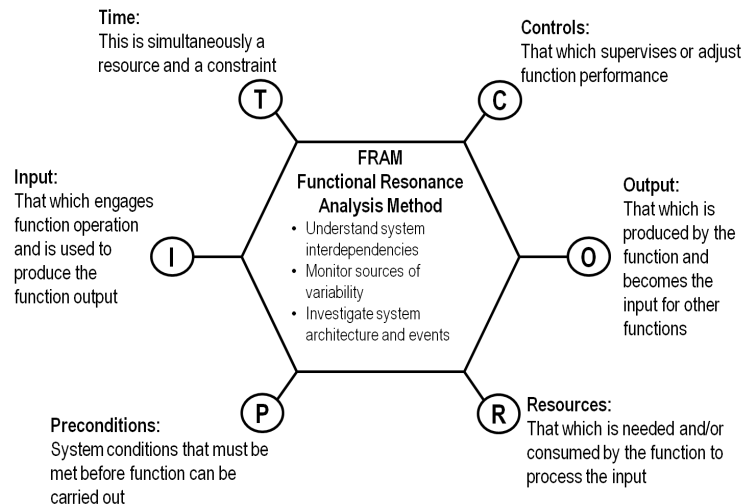 Time:
This is simultaneously a
resource and a constraint
T
Controls:
That which supervises or adjust
function performance
C
Input:
That which engages
function operation
and is used to
produce the
function output
I
FRAM
Functional Resonance
Analysis Method
• Understand system
interdependencies
• Monitor sources of
variability
• Investigate system
architecture and events
Output:
That which is
produced by the
function and
becomes the
input for other
functions
O
Preconditions:
System conditions that must be
met before function can be
carried out
P
Resources:
That which is needed and/or
consumed by the function to
process the input
R